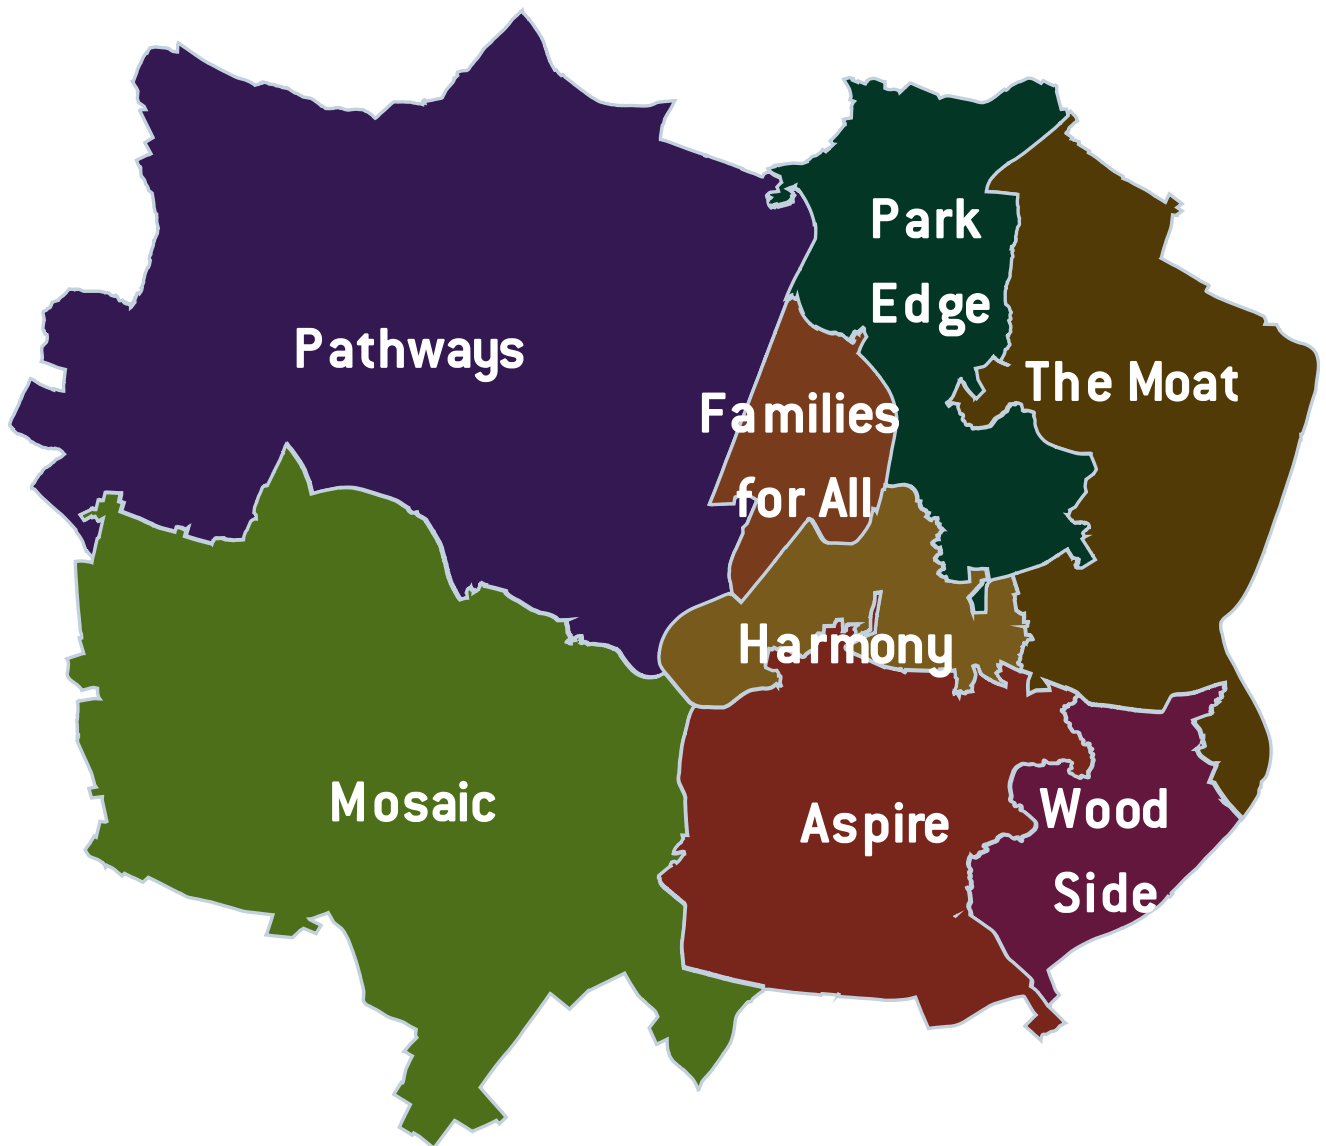 Park
Edge
Pathways
The Moat
Families
for All
Harmony
Mosaic
Aspire
Wood
Side